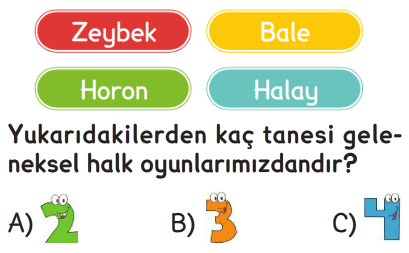 Zeybek Bale
Horon Halay
Yukarıdakilerden kaç tanesi gele-
neksel halk oyunlarımızdandır?
A) 2 B) 3 C) 4